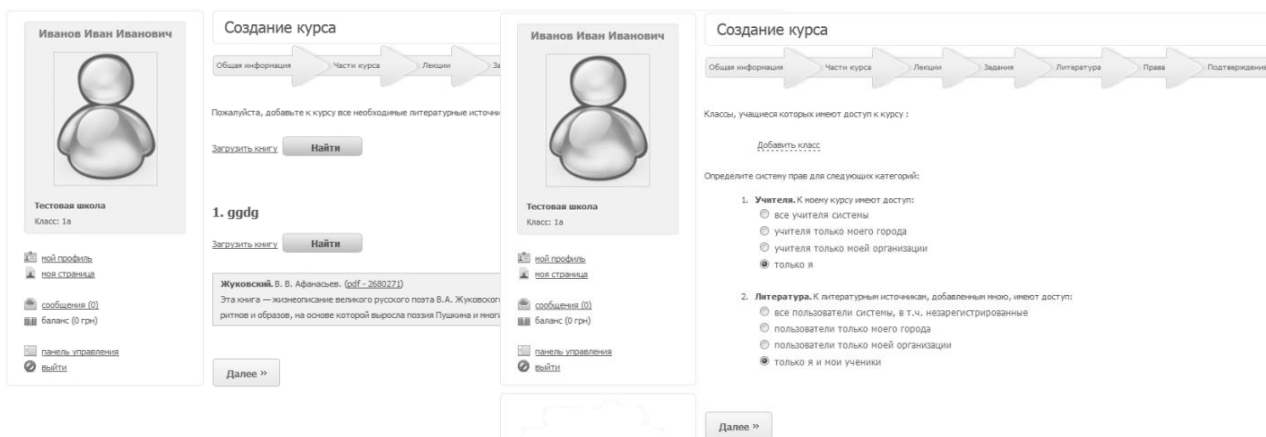 Иванов Иван Иванович
Тестовая школа
Класс: 1а
мой профиль
моя страница
сообщения (0)
баланс (0 грн)
панель управления
выйти
Создание курса
Общая информация Части курса Лекции За
Пожалуйста, добавьте к курсу все необходимые литературные источни
Загрузить книгу Найти
1. ggdg
Загрузить книгу Найти
Жуковский. В. В. Афанасьев. (pdf - 2680271)
Эта книга — жизнеописание великого русского поэта В.А. Жуковског
ритмов и образов, на основе которой выросла поэзия Пушкина и мног
Далее »
Иванов Иван Иванович
Тестовая школа
Класс: 1а
мой профиль
моя страница
сообщения (0)
баланс (0 грн)
панель управления
выйти
Создание курса
Общая информация Части курса Лекции Задания Литература Права Подтверждение
Классы, учащиеся которых имеют доступ к курсу :
Добавить класс
Определите систему прав для следующих категорий:
1. Учителя. К моему курсу имеют доступ:
все учителя системы
учителя только моего города
учителя только моей организации
только я
2. Литература. К литературным источникам, добавленным мною, имеют доступ:
все пользователи системы, в т.ч. незарегистрированные
пользователи только моего города
пользователи только моей организации
только я и мои ученики
Далее »